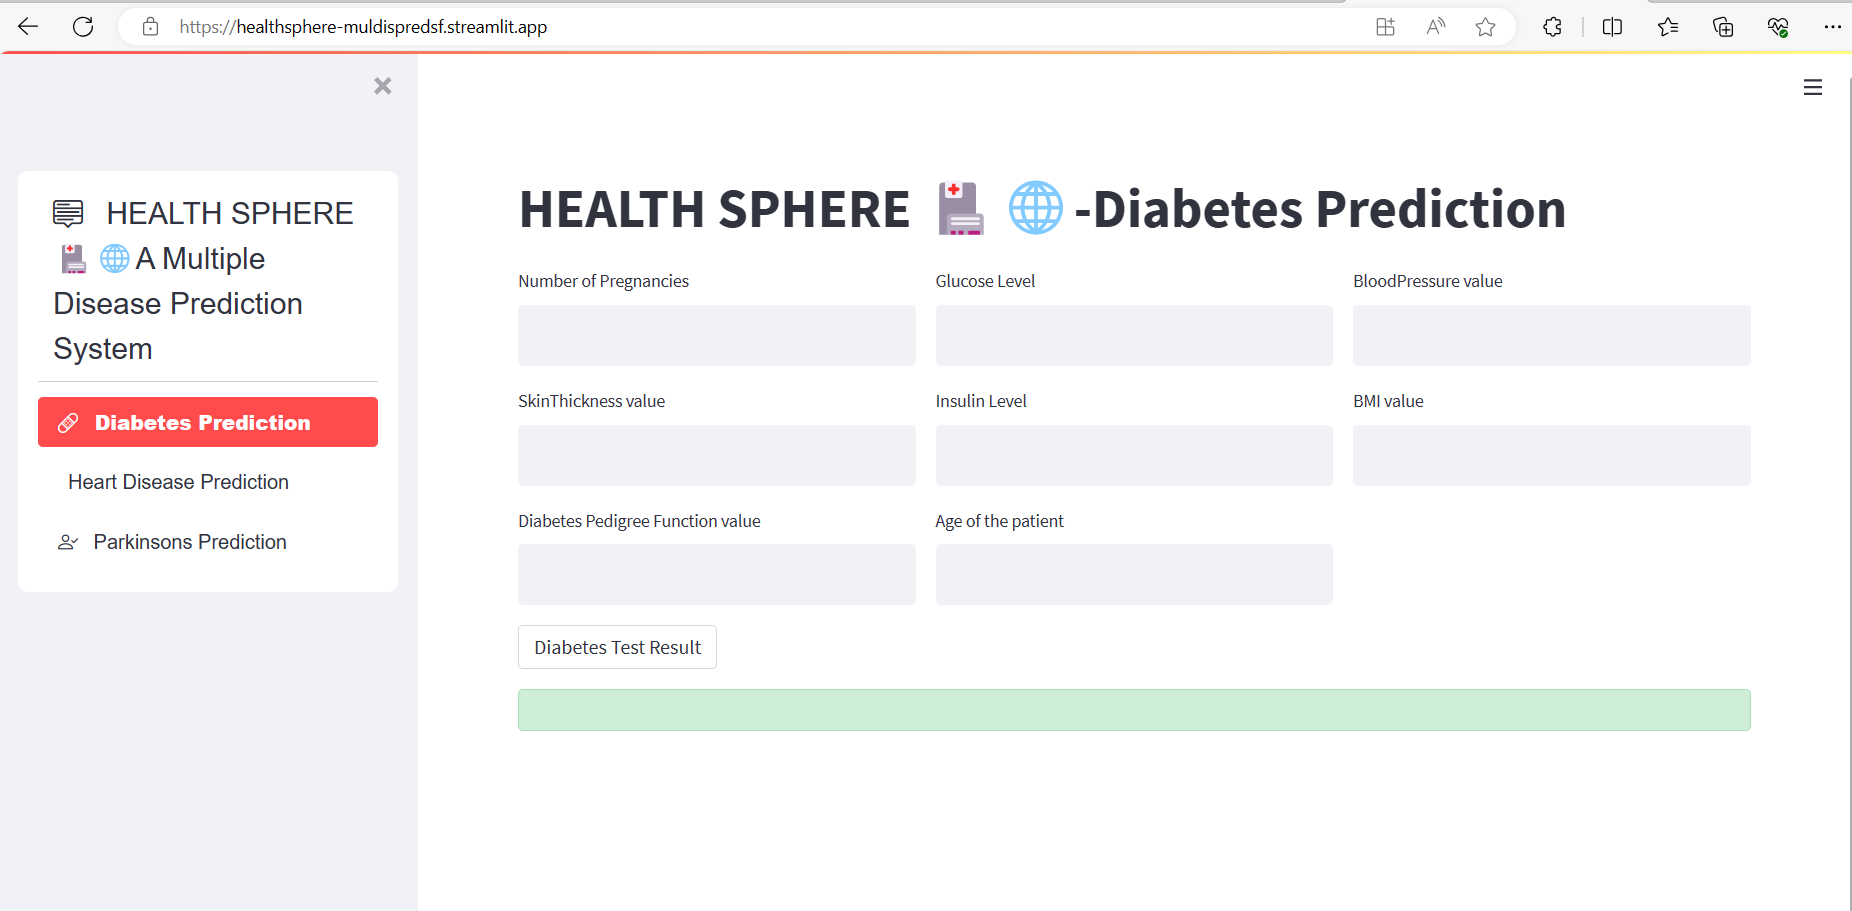 https://healthsphere-muldispredsf.streamlit.app
HEALTH SPHERE
A Multiple
Disease Prediction
System
Diabetes Prediction
Heart Disease Prediction
Parkinsons Prediction
HEALTH SPHERE -Diabetes Prediction
Number of Pregnancies
Glucose Level
BloodPressure value
SkinThickness value
Insulin Level
BMI value
Diabetes Pedigree Function value
Age of the patient
Diabetes Test Result